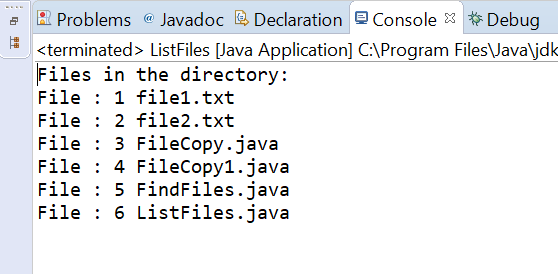 Problems @ Javadoc Declaration Console Debug
<terminated> ListFiles [Java Application] C:\Program Files\Java\jdk
Files in the directory:
File : 1 file1.txt
File : 2 file2.txt
File : 3 FileCopy.java
File : 4 FileCopy1.java
File : 5 FindFiles.java
File : 6 ListFiles.java